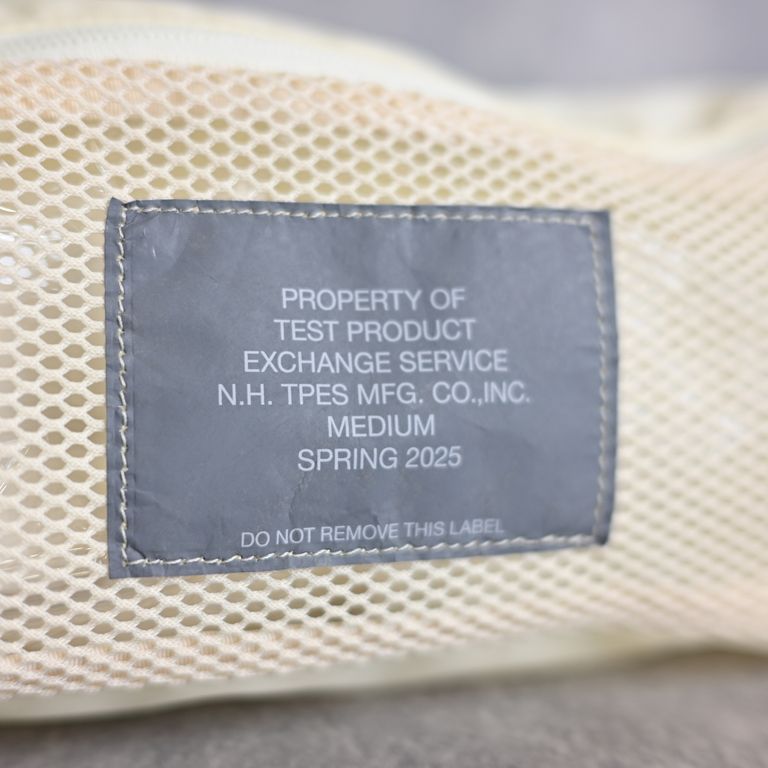 PROPERTY OF
TEST PRODUCT
EXCHANGE SERVICE
N.H. TPES MFG. CO.,INC.
MEDIUM
SPRING 2025
DO NOT REMOVE THIS LABEL